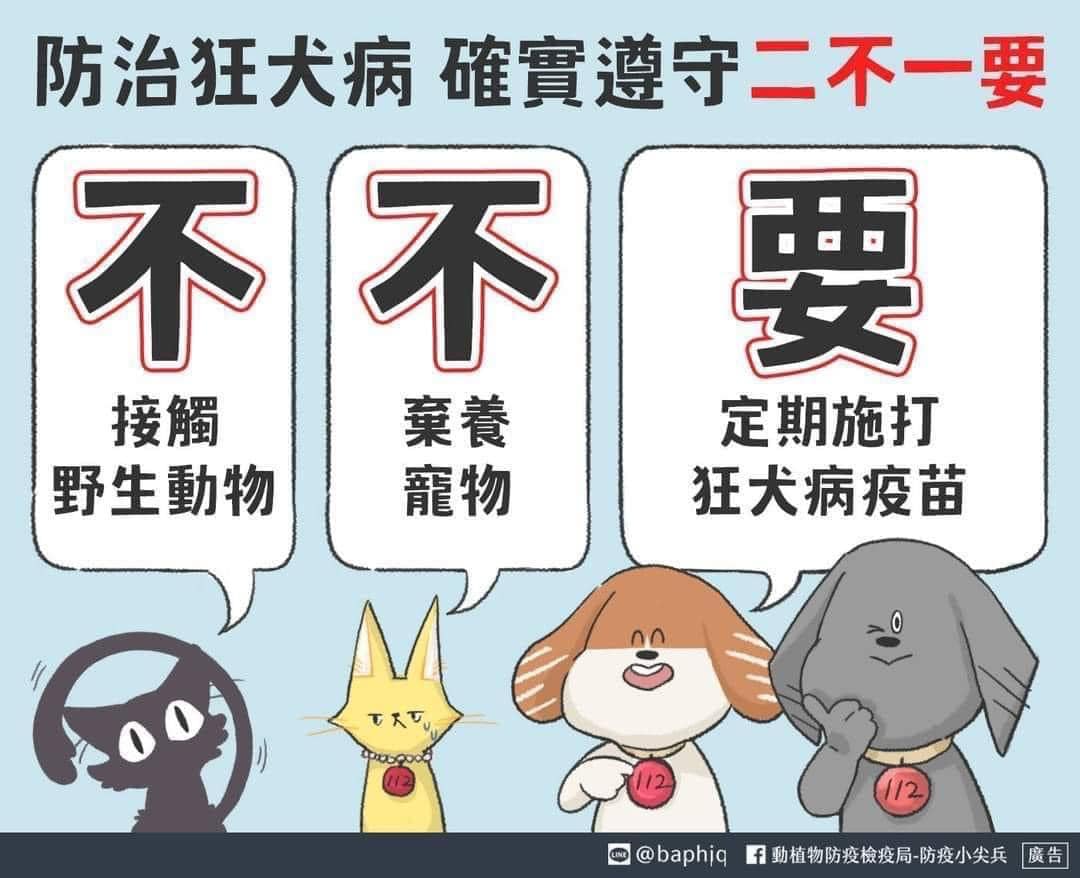 防治狂犬病 確實遵守二不一要
不
接觸
野生動物
不
棄養
寵物
要
定期施打
狂犬病疫苗
112
112
112
LINE @baphiq 動植物防疫檢疫局-防疫小尖兵 廣告